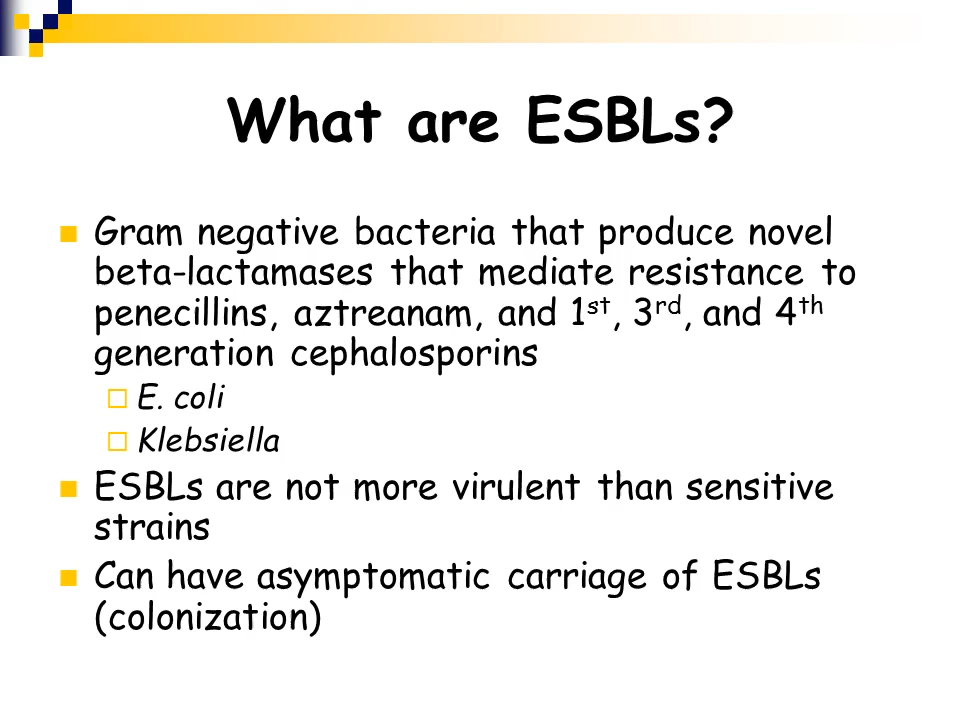 What are ESBLs?
Gram negative bacteria that produce novel
beta-lactamases that mediate resistance to
penecillins, aztreanam, and 1st, 3rd, and 4th
generation cephalosporins
E. coli
Klebsiella
ESBLs are not more virulent than sensitive
strains
Can have asymptomatic carriage of ESBLs
(colonization)